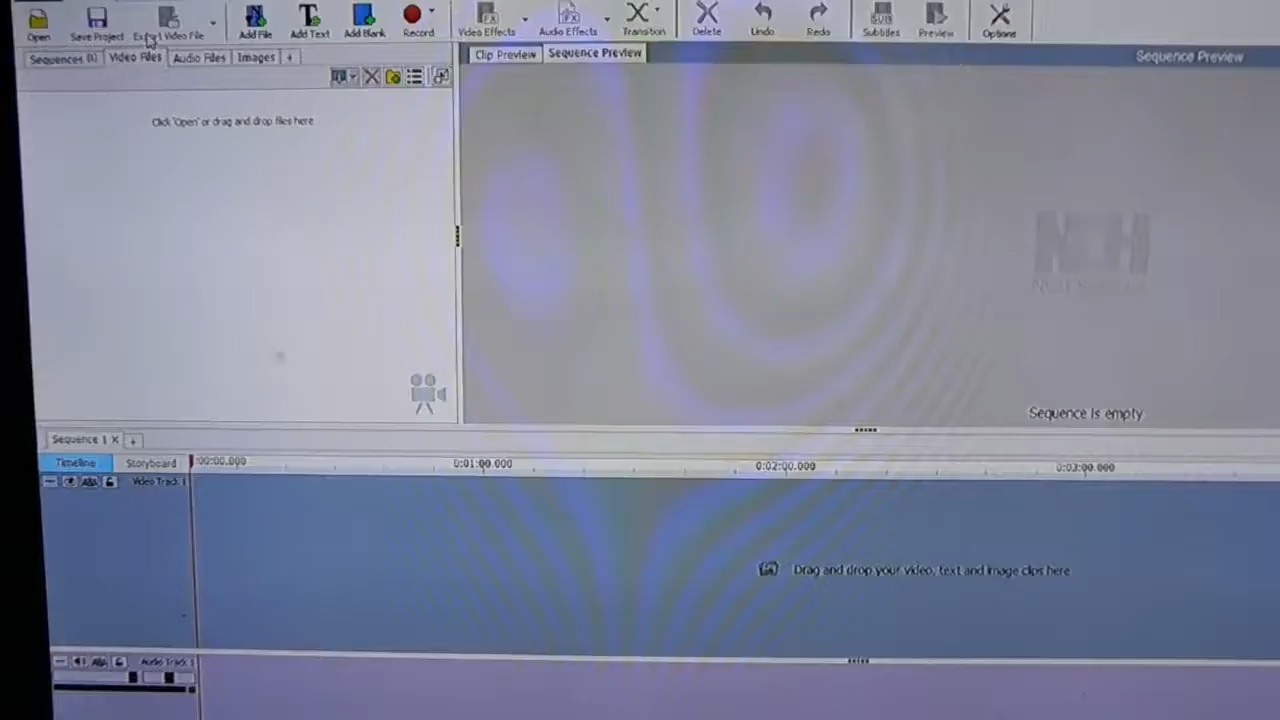 Open Save Project Export Video File Add File Add Text Add Blank Record Video Effects Audio Effects Transition Delete Undo Redo Subtitles Preview Options
Sequences (1) Video Files Audio Files Images +
Clip Preview Sequence Preview Sequence Preview
Click 'Open' or drag and drop files here
NCH
Sequence is empty
Sequence 1 X +
Timeline Storyboard :00:00.000 0:01:00.000 0:02:00.000 0:03:00.000
Video Track 1
Drag and drop your video, text and image clips here
Audio Track 1